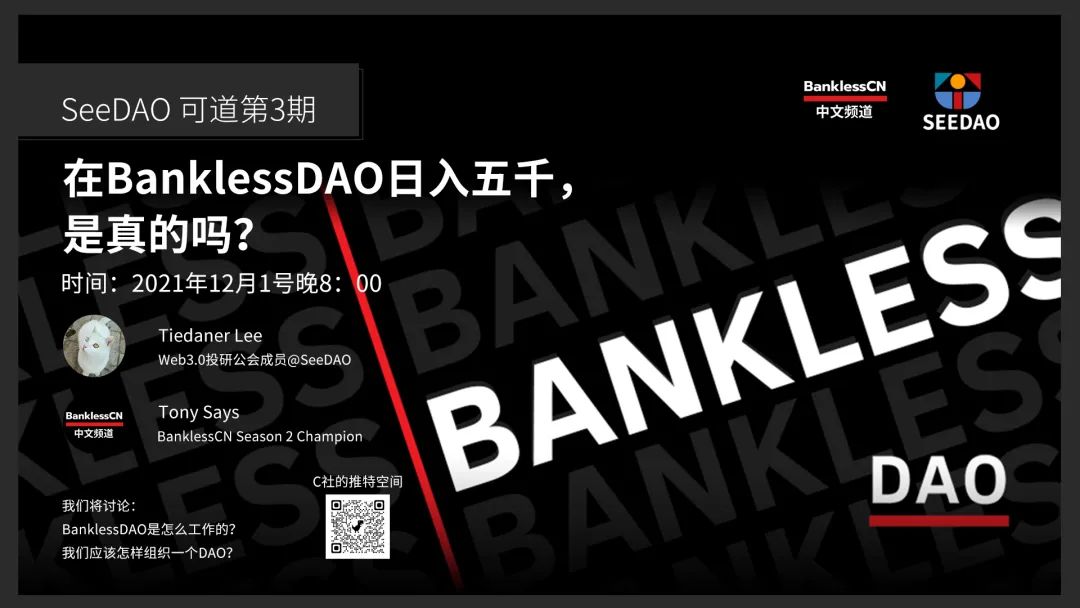 SeeDAO 可道第3期
BanklessCN
中文频道
SEEDAO
在BanklessDAO日入五千，
是真的吗？
时间：2021年12月1号晚8：00
Tiedaner Lee
Web3.0投研公会成员@SeeDAO
BanklessCN
中文频道
Tony Says
BanklessCN Season 2 Champion
C社的推特空间
我们将讨论：
BanklessDAO是怎么工作的？
我们应该怎样组织一个DAO？
BANKLESS
DAO